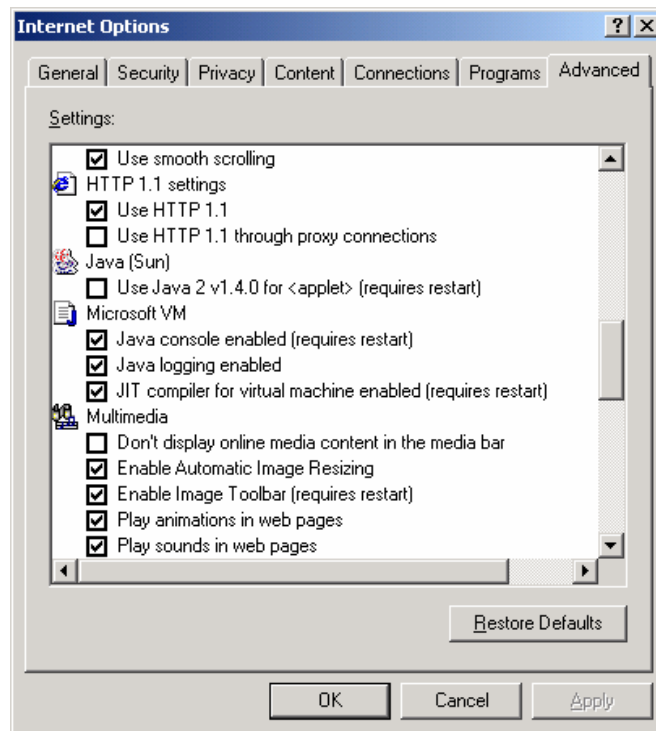 Internet Options
General Security Privacy Content Connections Programs Advanced
Settings:
Use smooth scrolling
HTTP 1.1 settings
Use HTTP 1.1
Use HTTP 1.1 through proxy connections
Java (Sun)
Use Java 2 v1.4.0 for <applet> (requires restart)
Microsoft VM
Java console enabled (requires restart)
Java logging enabled
JIT compiler for virtual machine enabled (requires restart)
Multimedia
Don't display online media content in the media bar
Enable Automatic Image Resizing
Enable Image Toolbar (requires restart)
Play animations in web pages
Play sounds in web pages
Restore Defaults
OK Cancel Apply